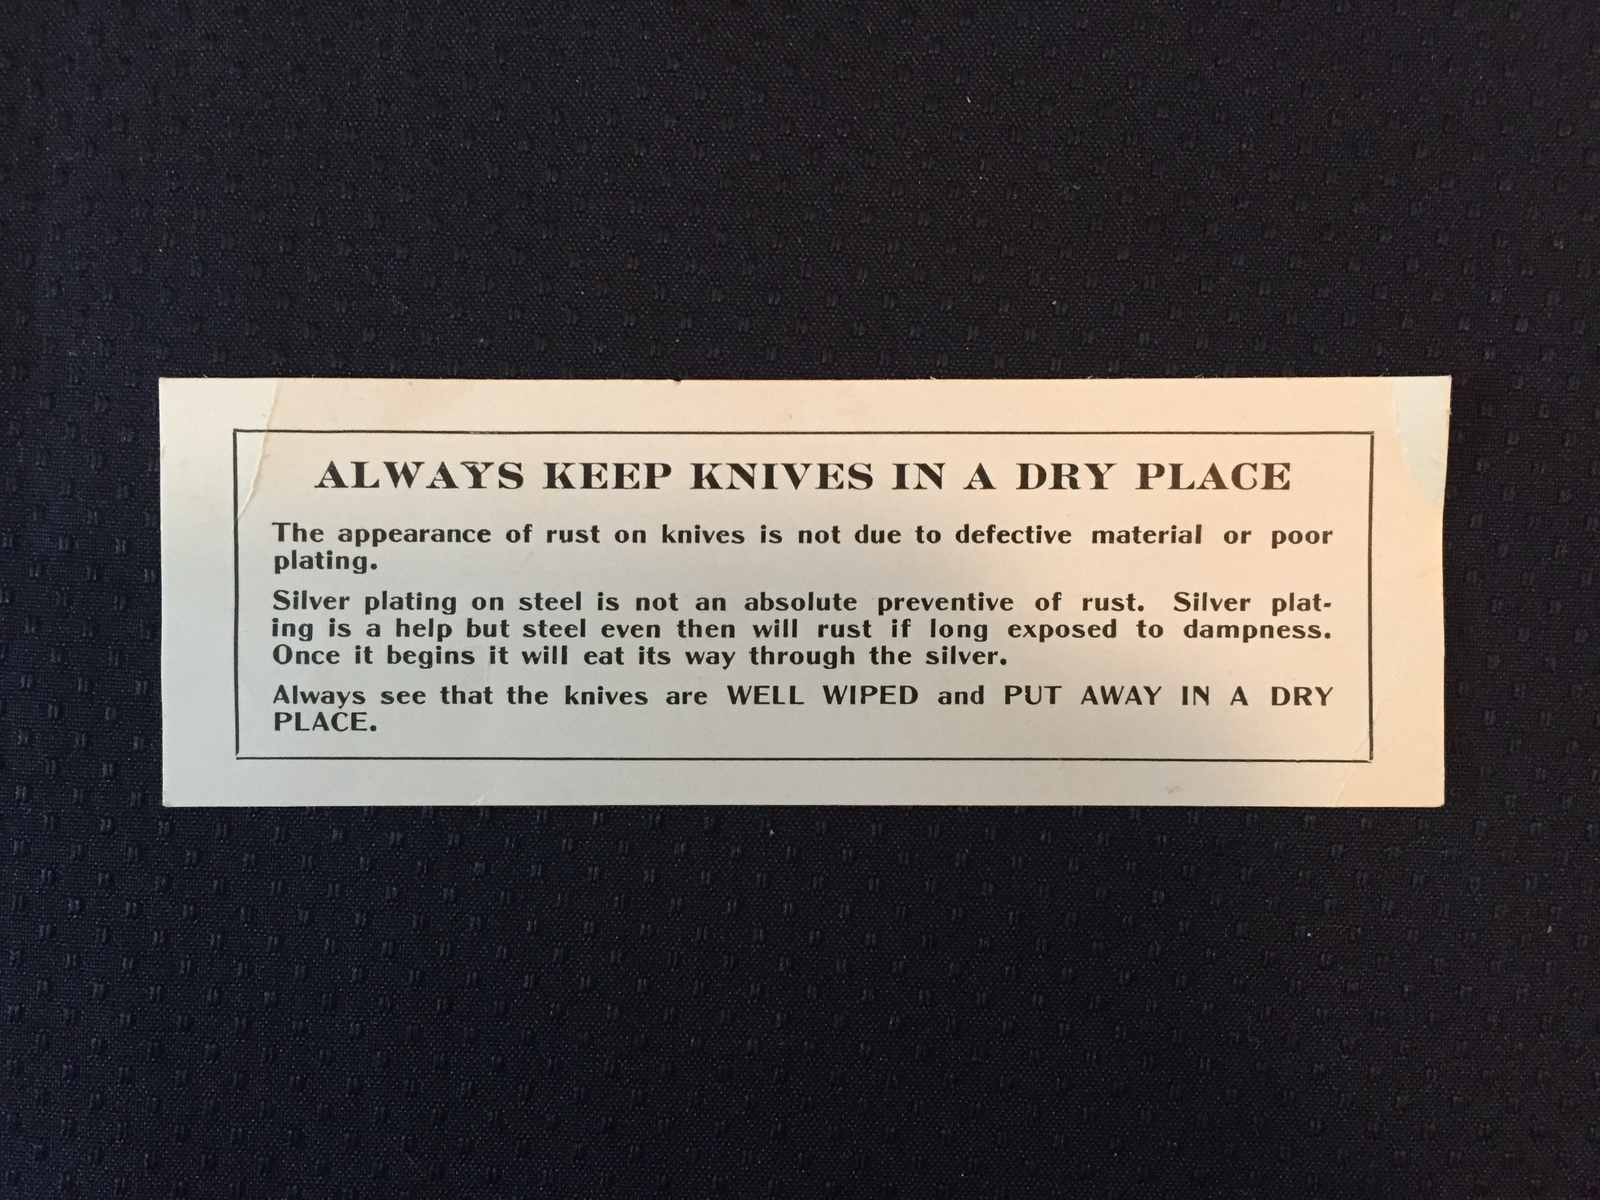 ALWAYS KEEP KNIVES IN A DRY PLACE
The appearance of rust on knives is not due to defective material or poor
plating.
Silver plating on steel is not an absolute preventive of rust. Silver plat-
ing is a help but steel even then will rust if long exposed to dampness.
Once it begins it will eat its way through the silver.
Always see that the knives are WELL WIPED and PUT AWAY IN A DRY
PLACE.